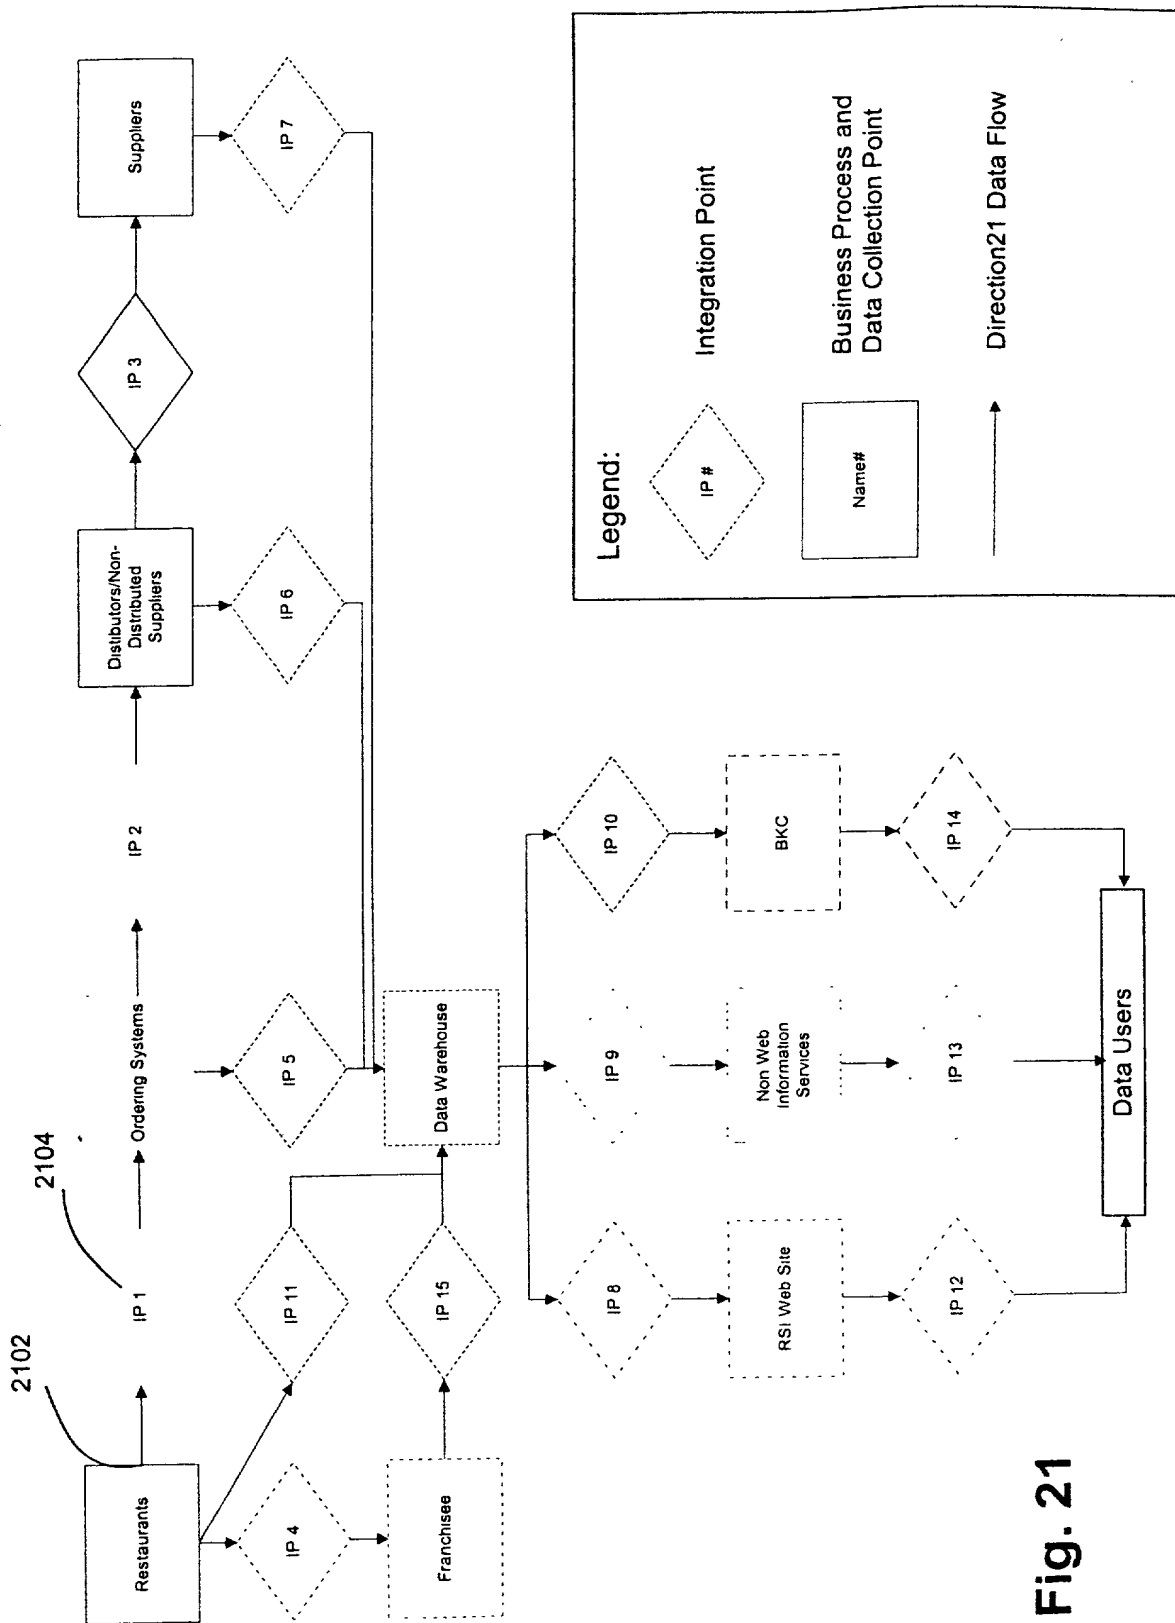 2102
2104
Restaurants
IP 1
Ordering Systems
IP 2
Distibutors/Non-
Distributed
Suppliers
IP 3
Suppliers
IP 4
IP 11
IP 5
IP 6
IP 7
Franchisee
IP 15
Data Warehouse
IP 8
IP 9
IP 10
RSI Web Site
Non Web
Information
Services
BKC
IP 12
IP 13
IP 14
Data Users
Legend:
IP #
Integration Point
Name#
Business Process and
Data Collection Point
Direction21 Data Flow
Fig. 21